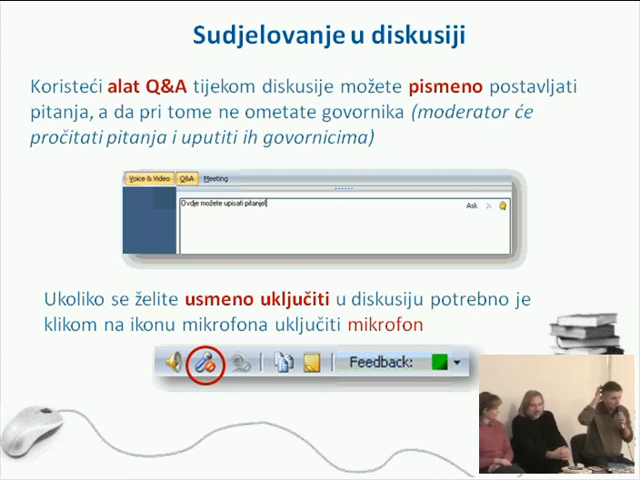 Sudjelovanje u diskusiji
Koristeći alat Q&A tijekom diskusije možete pismeno postavljati
pitanja, a da pri tome ne ometate govornika (moderator će
pročitati pitanja i uputiti ih govornicima)
Voice & Video Q&A Meeting
Ovdje možete upisati pitanje!
Ask
Ukoliko se želite usmeno uključiti u diskusiju potrebno je
klikom na ikonu mikrofona uključiti mikrofon
Feedback: